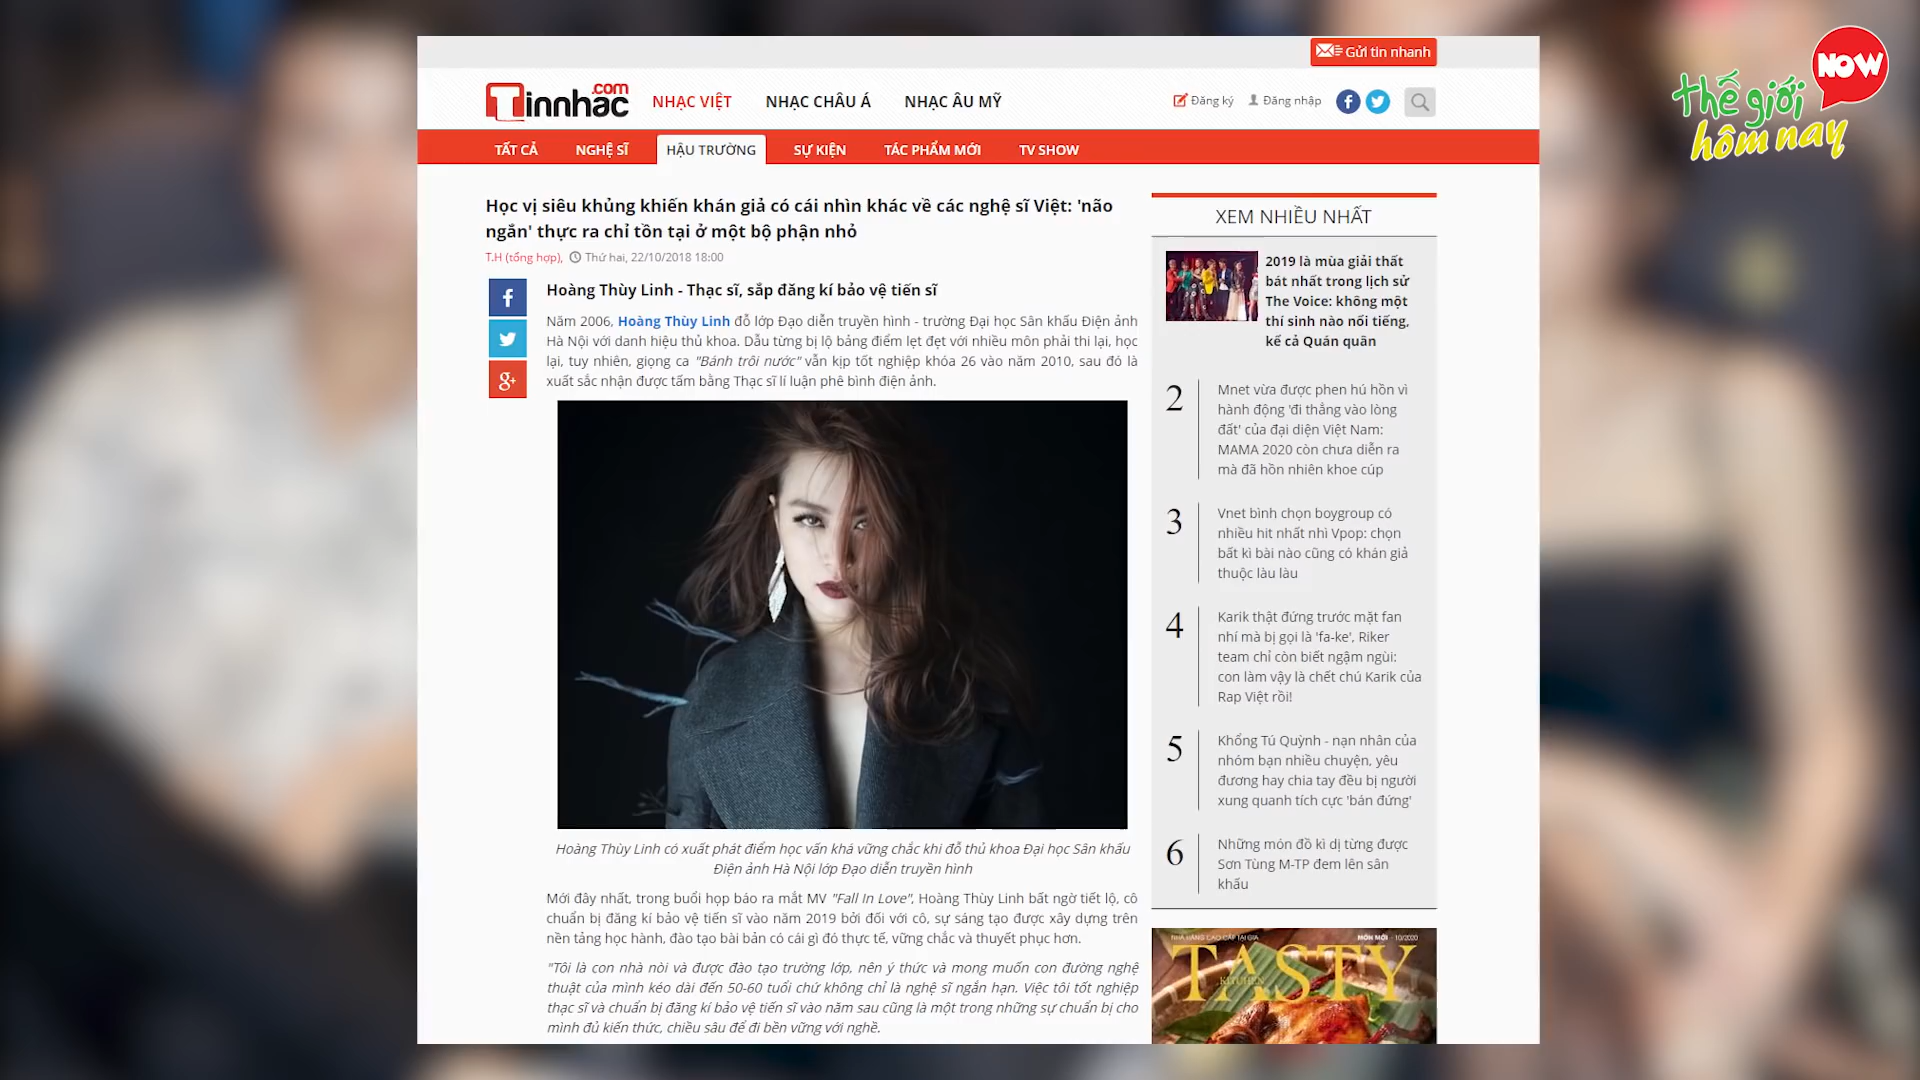 Gửi tin nhanh
NOW
thế giới
hôm nay
Tinnhac.com
NHẠC VIỆT
NHẠC CHÂU Á
NHẠC ÂU MỸ
Đăng ký
Đăng nhập
TẤT CẢ
NGHỆ SĨ
HẬU TRƯỜNG
SỰ KIỆN
TÁC PHẨM MỚI
TV SHOW
Học vị siêu khủng khiến khán giả có cái nhìn khác về các nghệ sĩ Việt: 'não
ngắn' thực ra chỉ tồn tại ở một bộ phận nhỏ
T.H (tổng hợp), Thứ hai, 22/10/2018 18:00
Hoàng Thùy Linh - Thạc sĩ, sắp đăng kí bảo vệ tiến sĩ
Năm 2006, Hoàng Thùy Linh đỗ lớp Đạo diễn truyền hình - trường Đại học Sân khấu Điện ảnh
Hà Nội với danh hiệu thủ khoa. Dẫu từng bị lộ bảng điểm lẹt đẹt với nhiều môn phải thi lại, học
lại, tuy nhiên, giọng ca "Bánh trôi nước" vẫn kịp tốt nghiệp khóa 26 vào năm 2010, sau đó là
xuất sắc nhận được tấm bằng Thạc sĩ lí luận phê bình điện ảnh.
Hoàng Thùy Linh có xuất phát điểm học vấn khá vững chắc khi đỗ thủ khoa Đại học Sân khấu
Điện ảnh Hà Nội lớp Đạo diễn truyền hình
Mới đây nhất, trong buổi họp báo ra mắt MV "Fall In Love", Hoàng Thùy Linh bất ngờ tiết lộ, cô
chuẩn bị đăng kí bảo vệ tiến sĩ vào năm 2019 bởi đối với cô, sự sáng tạo được xây dựng trên
nền tảng học hành, đào tạo bài bản có cái gì đó thực tế, vững chắc và thuyết phục hơn.
"Tôi là con nhà nòi và được đào tạo trường lớp, nên ý thức và mong muốn con đường nghệ
thuật của mình kéo dài đến 50-60 tuổi chứ không chỉ là nghệ sĩ ngắn hạn. Việc tôi tốt nghiệp
thạc sĩ và chuẩn bị đăng kí bảo vệ tiến sĩ vào năm sau cũng là một trong những sự chuẩn bị cho
mình đủ kiến thức, chiều sâu để đi bền vững với nghề.
XEM NHIỀU NHẤT
2019 là mùa giải thất
bát nhất trong lịch sử
The Voice: không một
thí sinh nào nổi tiếng,
kể cả Quán quân
2
Mnet vừa được phen hú hồn vì
hành động 'đi thẳng vào lòng
đất' của đại diện Việt Nam:
MAMA 2020 còn chưa diễn ra
mà đã hồn nhiên khoe cúp
3
Vnet bình chọn boygroup có
nhiều hit nhất nhì Vpop: chọn
bất kì bài nào cũng có khán giả
thuộc làu làu
4
Karik thật đứng trước mặt fan
nhí mà bị gọi là 'fa-ke', Riker
team chỉ còn biết ngậm ngùi:
con làm vậy là chết chú Karik của
Rap Việt rồi!
5
Khổng Tú Quỳnh - nạn nhân của
nhóm bạn nhiều chuyện, yêu
đương hay chia tay đều bị người
xung quanh tích cực 'bán đứng'
6
Những món đồ kì dị từng được
Sơn Tùng M-TP đem lên sân
khấu
NHÀ HÀNG CAO CẤP TẠI GIA
MÓN MỚI - 10/2020
TASTY
KITCHEN